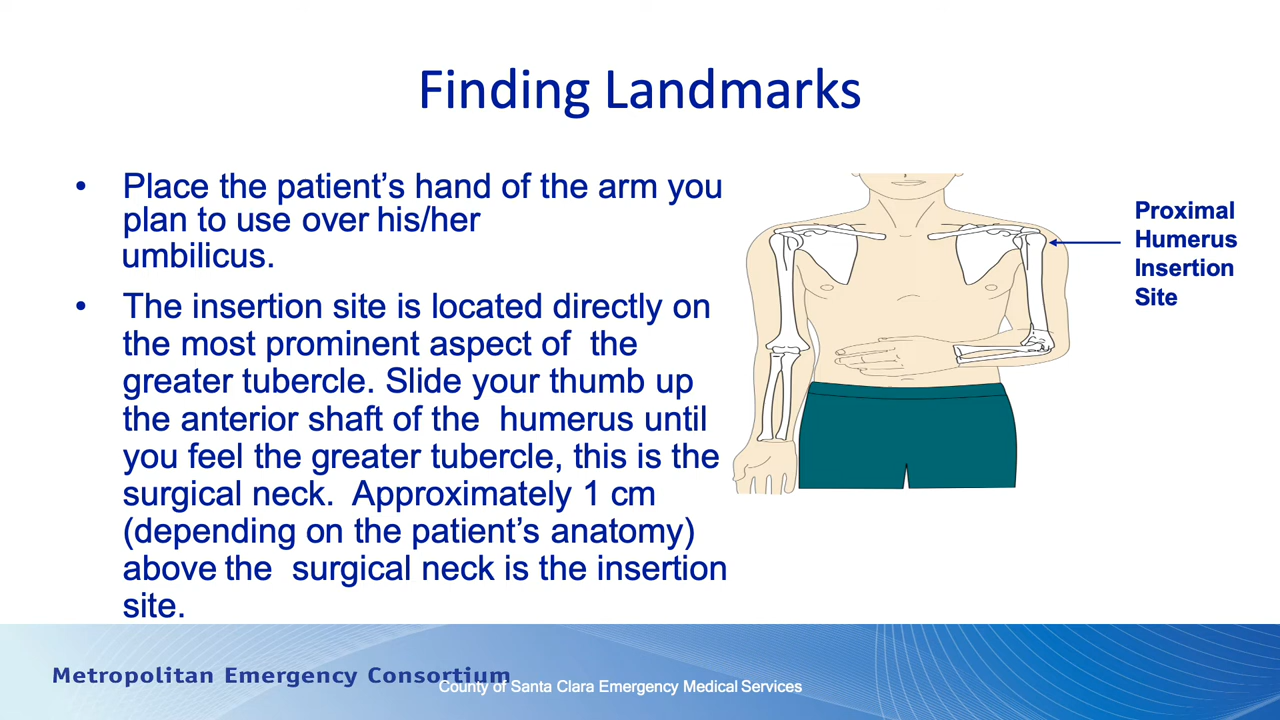 Finding Landmarks
• Place the patient’s hand of the arm you
plan to use over his/her
umbilicus.
• The insertion site is located directly on
the most prominent aspect of the
greater tubercle. Slide your thumb up
the anterior shaft of the humerus until
you feel the greater tubercle, this is the
surgical neck. Approximately 1 cm
(depending on the patient’s anatomy)
above the surgical neck is the insertion
site.
Proximal
Humerus
Insertion
Site
Metropolitan Emergency Consortium
County of Santa Clara Emergency Medical Services